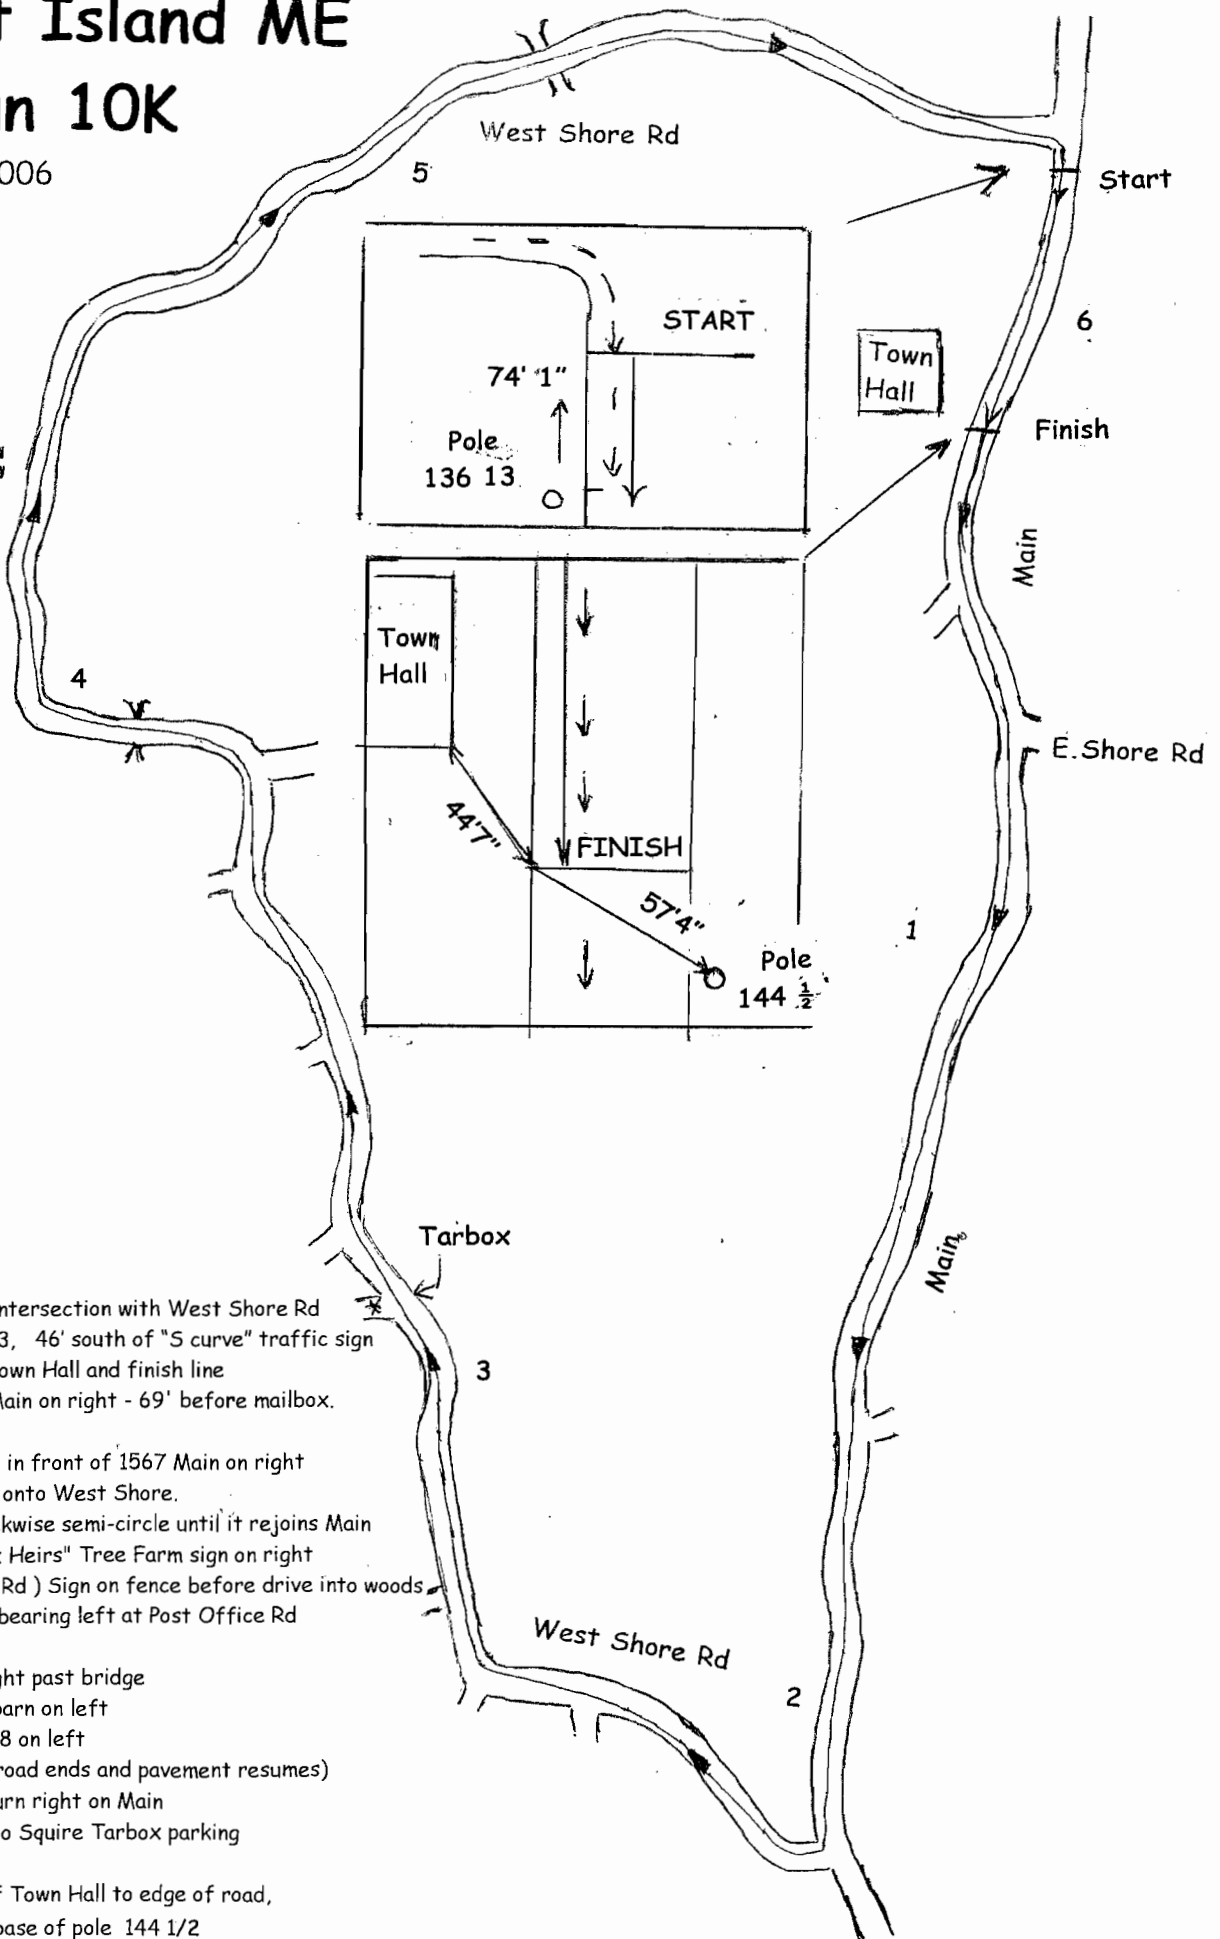 Island ME
10K
006
West Shore Rd
5
Start
START
6
74' 1"
Town
Hall
Pole
136 13
Finish
Main
Town
Hall
4
E.Shore Rd
44'7"
FINISH
57'4"
1
Pole
144 1/2
Tarbox
Main
3
ntersection with West Shore Rd
3, 46' south of "S curve" traffic sign
own Hall and finish line
Main on right - 69' before mailbox.
in front of 1567 Main on right
onto West Shore.
kwise semi-circle until it rejoins Main
Heirs" Tree Farm sign on right
Rd ) Sign on fence before drive into woods
bearing left at Post Office Rd
West Shore Rd
2
ght past bridge
barn on left
8 on left
road ends and pavement resumes)
urn right on Main
o Squire Tarbox parking
Town Hall to edge of road,
base of pole 144 1/2